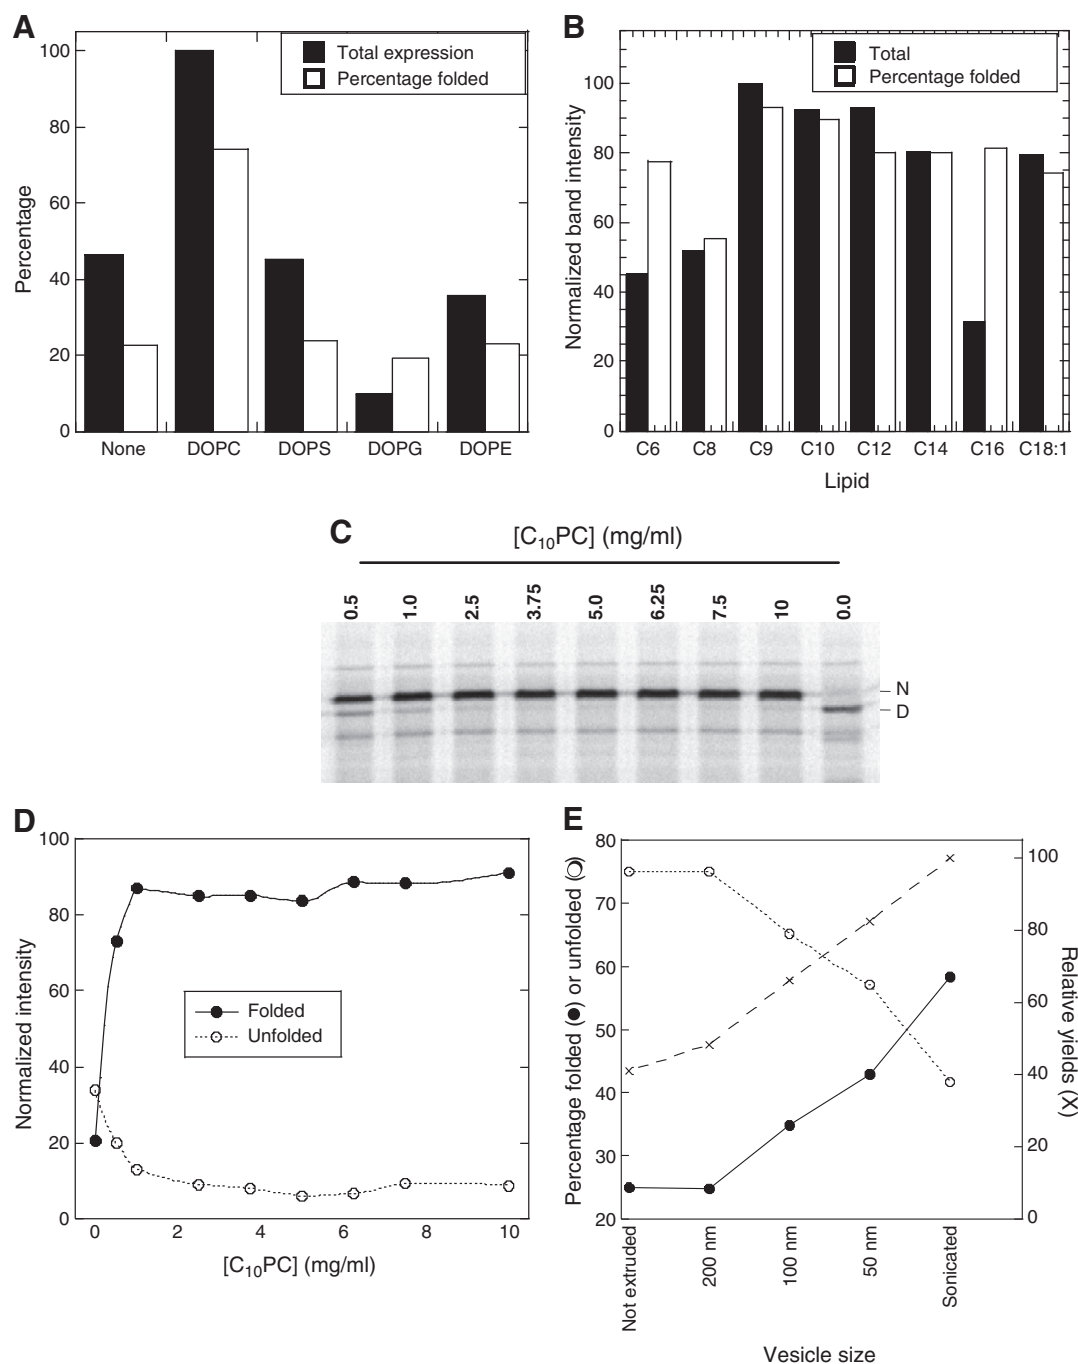 A
Total expression
Percentage folded
Percentage
100
80
60
40
20
0
None DOPC DOPS DOPG DOPE
B
Total
Percentage folded
Normalized band intensity
100
80
60
40
20
0
C6 C8 C9 C10 C12 C14 C16 C18:1
Lipid
C
[C10PC] (mg/ml)
0.5 1.0 2.5 3.75 5.0 6.25 7.5 10 0.0
N
D
D
Normalized intensity
100
80
60
40
20
0
Folded
Unfolded
0 2 4 6 8 10
[C10PC] (mg/ml)
E
Percentage folded (●) or unfolded (○)
80
70
60
50
40
30
20
100
80
60
40
20
0
Relative yields (X)
Not extruded
200 nm
100 nm
50 nm
Sonicated
Vesicle size